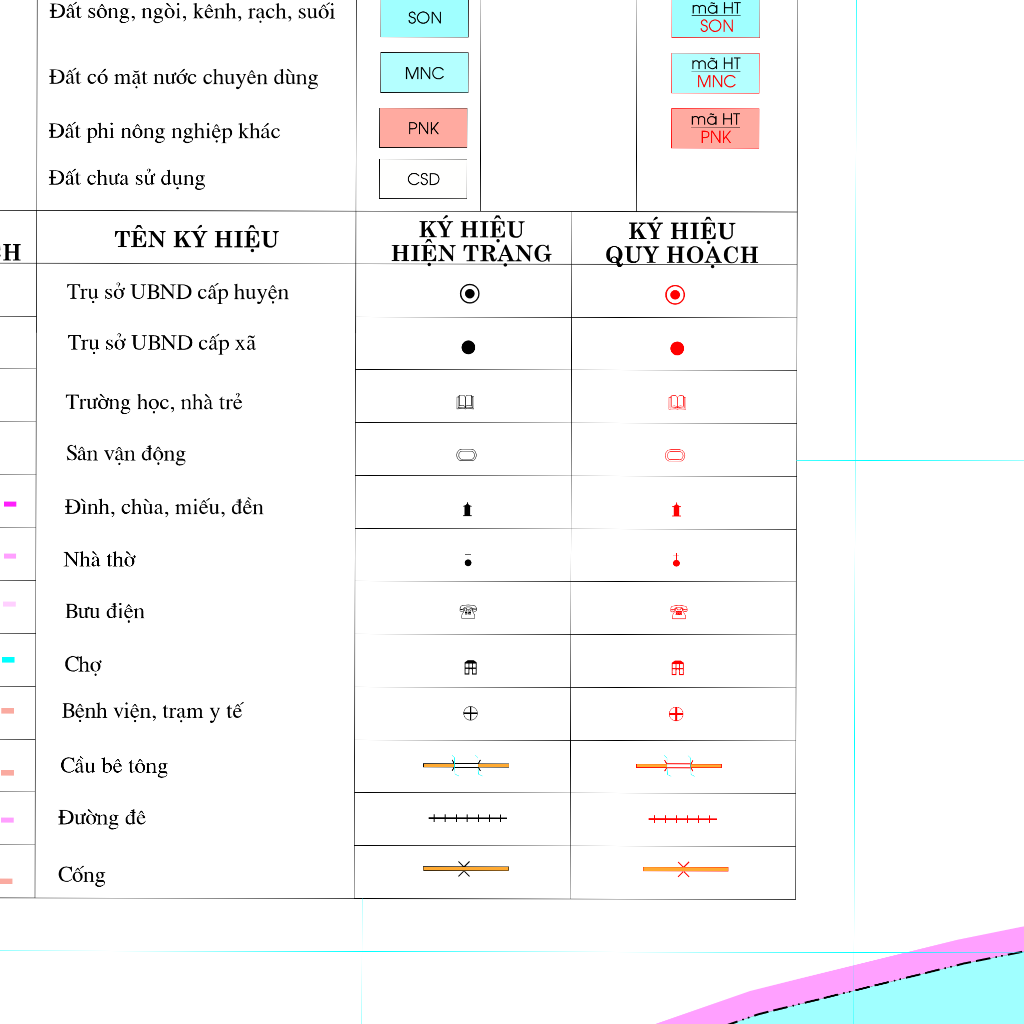 Đất sông, ngòi, kênh, rạch, suối
SON
mã HT
SON
Đất có mặt nước chuyên dùng
MNC
mã HT
MNC
Đất phi nông nghiệp khác
PNK
mã HT
PNK
Đất chưa sử dụng
CSD
TÊN KÝ HIỆU
KÝ HIỆU
HIỆN TRẠNG
KÝ HIỆU
QUY HOẠCH
Trụ sở UBND cấp huyện
Trụ sở UBND cấp xã
Trường học, nhà trẻ
Sân vận động
Đình, chùa, miếu, đền
Nhà thờ
Bưu điện
Chợ
Bệnh viện, trạm y tế
Cầu bê tông
Đường đê
Cống